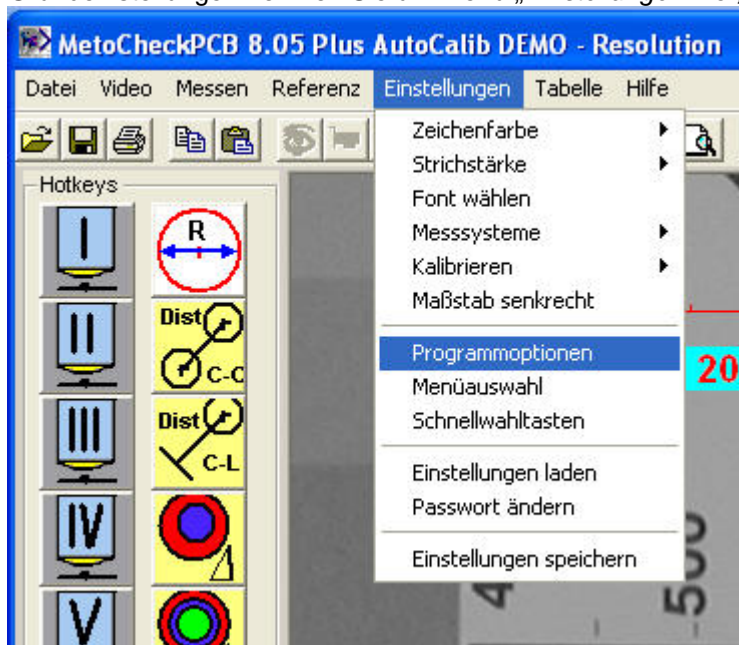 MetoCheckPCB 8.05 Plus AutoCalib DEMO - Resolution
Datei Video Messen Referenz Einstellungen Tabelle Hilfe
Hotkeys
Zeichenfarbe
Strichstärke
Font wählen
Messsysteme
Kalibrieren
Maßstab senkrecht
Programmoptionen
Menüauswahl
Schnellwahltasten
Einstellungen laden
Passwort ändern
Einstellungen speichern
I
R
II
Dist
C-C
III
Dist
C-L
IV
V
20
500